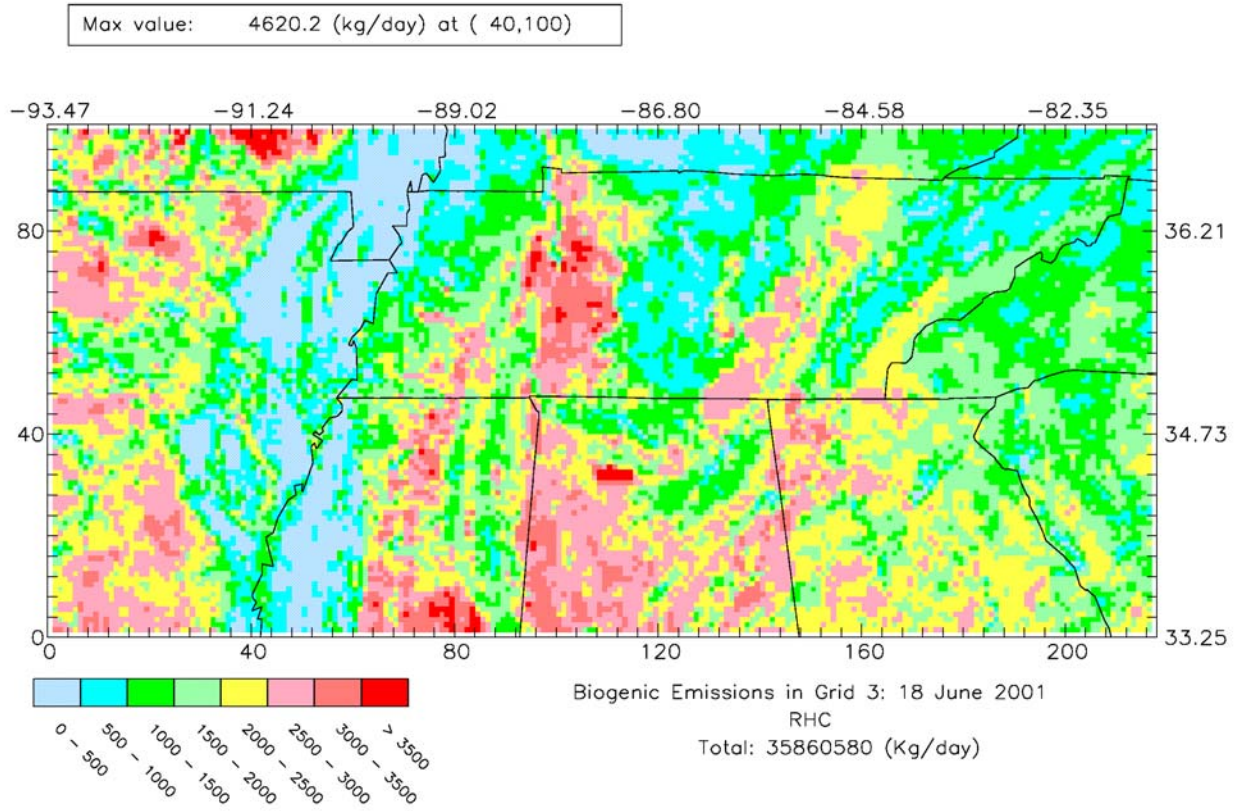 Max value: 4620.2 (kg/day) at ( 40,100)
-93.47 -91.24 -89.02 -86.80 -84.58 -82.35
80 36.21
40 34.73
0 33.25
0 40 80 120 160 200
0 - 500
500 - 1000
1000 - 1500
1500 - 2000
2000 - 2500
2500 - 3000
3000 - 3500
> 3500
Biogenic Emissions in Grid 3: 18 June 2001
RHC
Total: 35860580 (Kg/day)